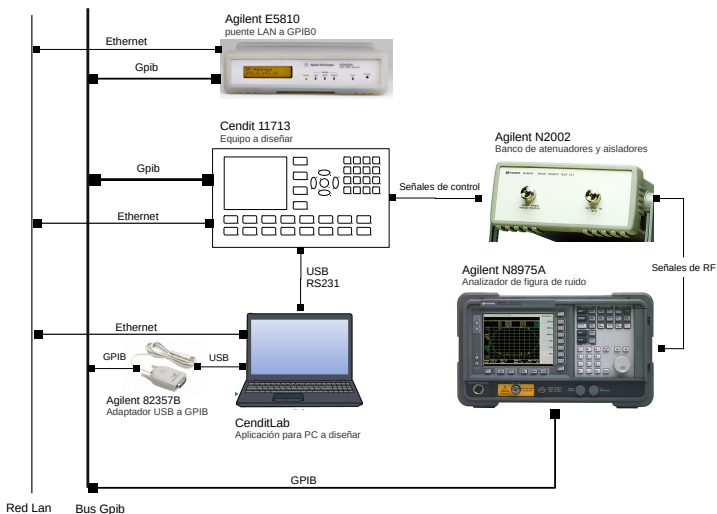 Agilent E5810
puente LAN a GPIB0
Ethernet
Gpib
Agilent Technologies
Cendit 11713
Equipo a diseñar
Agilent N2002
Banco de atenuadores y aisladores
Gpib
Señales de control
Ethernet
USB
RS231
Agilent N8975A
Analizador de figura de ruido
Señales de RF
Ethernet
GPIB
USB
Agilent 82357B
Adaptador USB a GPIB
CenditLab
Aplicación para PC a diseñar
GPIB
Red Lan
Bus Gpib